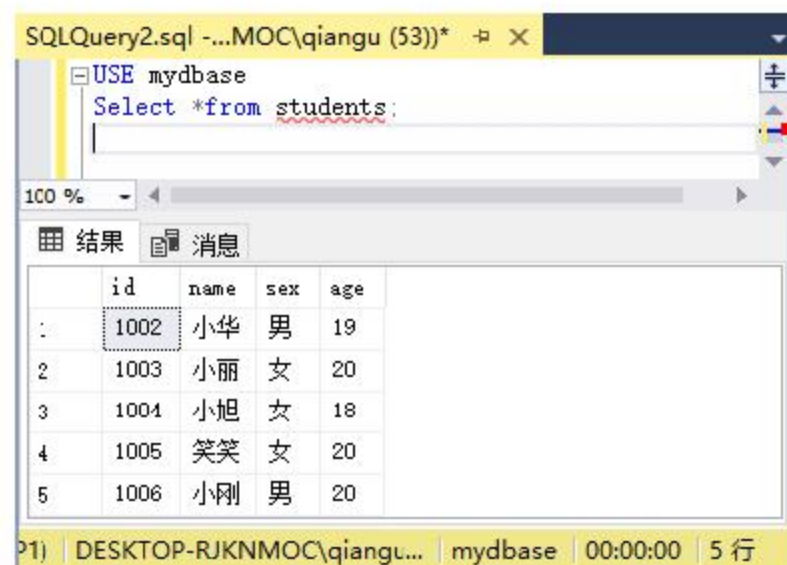 SQLQuery2.sql -...MOC\qiangu (53))*
USE mydbase
Select *from students;
100 %
结果 消息
id name sex age
1 1002 小华 男 19
2 1003 小丽 女 20
3 1004 小旭 女 18
4 1005 笑笑 女 20
5 1006 小刚 男 20
P1) DESKTOP-RJKNMOC\qiangu... mydbase 00:00:00 5 行